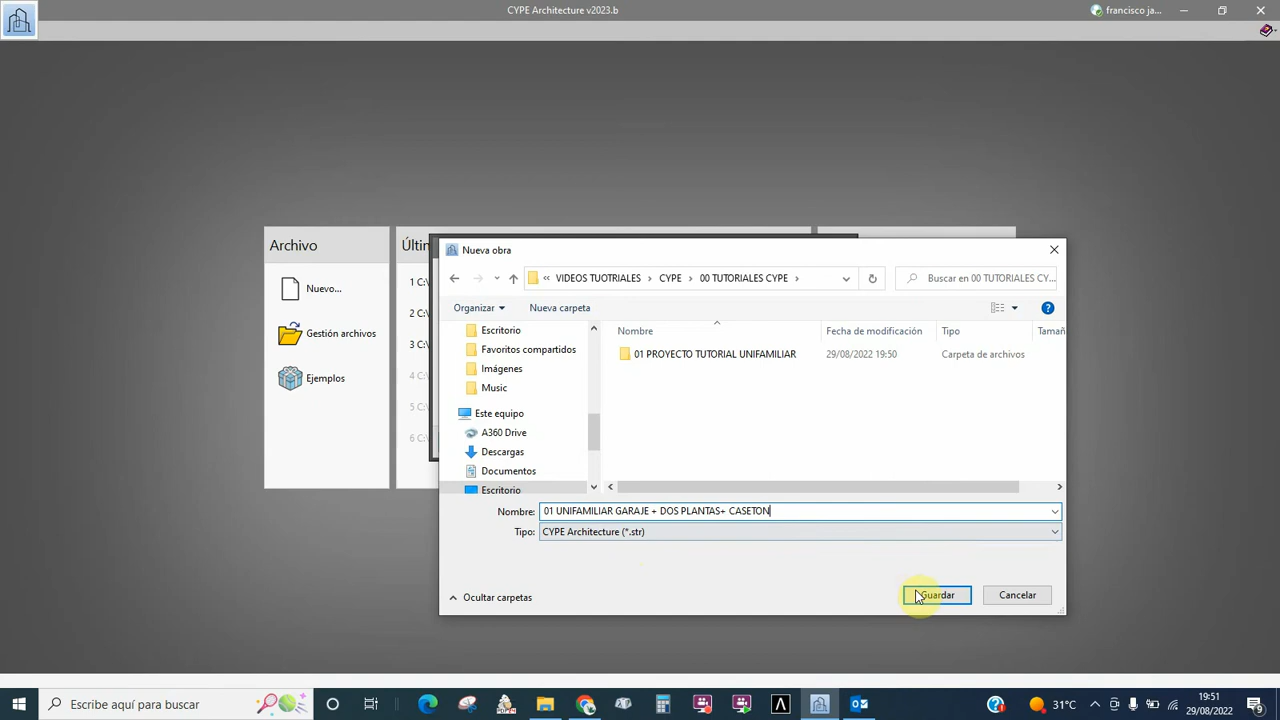 CYPE Architecture v2023.b
francisco ja...
Archivo
Últin
Nuevo...
Gestión archivos
Ejemplos
1 C:\
2 C:\
3 C:\
4 C:\
5 C:\
6 C:\
Nueva obra
« VIDEOS TUOTRIALES > CYPE > 00 TUTORIALES CYPE >
Buscar en 00 TUTORIALES CY...
Organizar
Nueva carpeta
Escritorio
Favoritos compartidos
Imágenes
Music
Este equipo
A360 Drive
Descargas
Documentos
Escritorio
Nombre
Fecha de modificación
Tipo
Tamañ
01 PROYECTO TUTORIAL UNIFAMILIAR
29/08/2022 19:50
Carpeta de archivos
Nombre: 01 UNIFAMILIAR GARAJE + DOS PLANTAS+ CASETON
Tipo: CYPE Architecture (*.str)
Ocultar carpetas
Guardar
Cancelar
Escribe aquí para buscar
31°C
19:51
29/08/2022